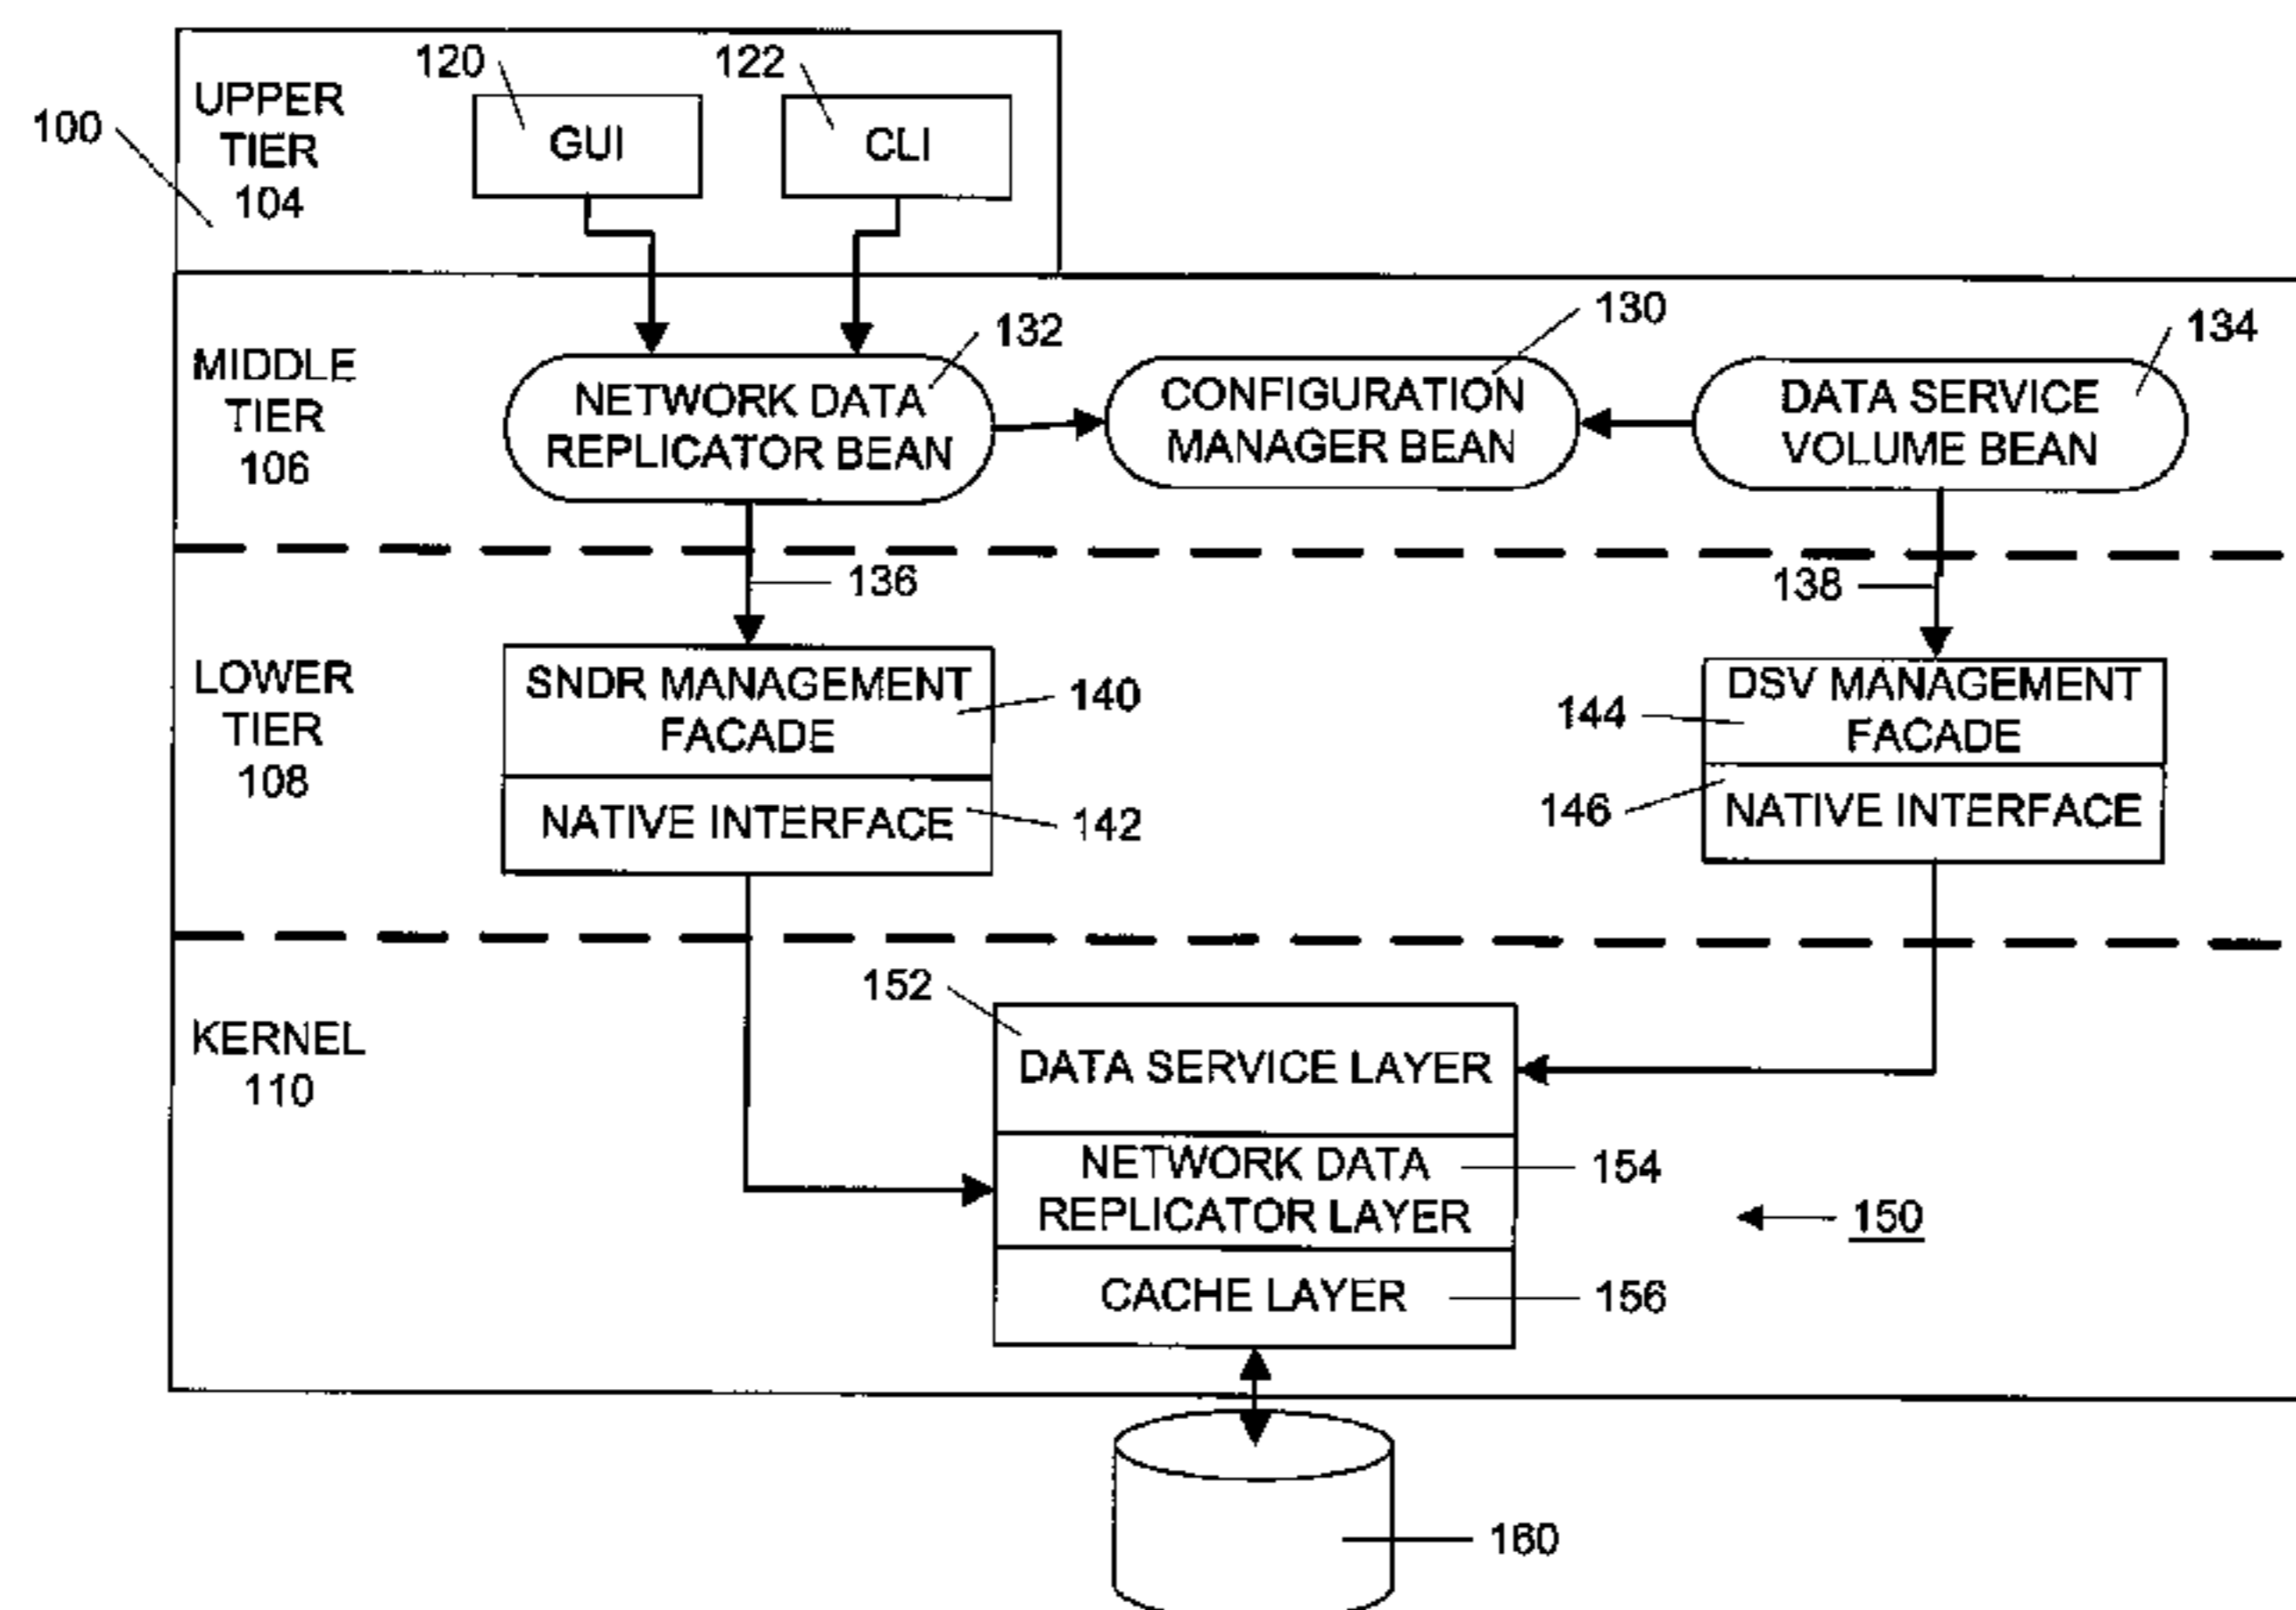 120
122
UPPER
TIER
104
100
GUI
CLI
132
130
134
MIDDLE
TIER
106
NETWORK DATA
REPLICATOR BEAN
CONFIGURATION
MANAGER BEAN
DATA SERVICE
VOLUME BEAN
136
138
LOWER
TIER
108
SNDR MANAGEMENT
FACADE
140
NATIVE INTERFACE
142
144
DSV MANAGEMENT
FACADE
146
NATIVE INTERFACE
152
KERNEL
110
DATA SERVICE LAYER
NETWORK DATA
REPLICATOR LAYER
154
150
CACHE LAYER
156
160